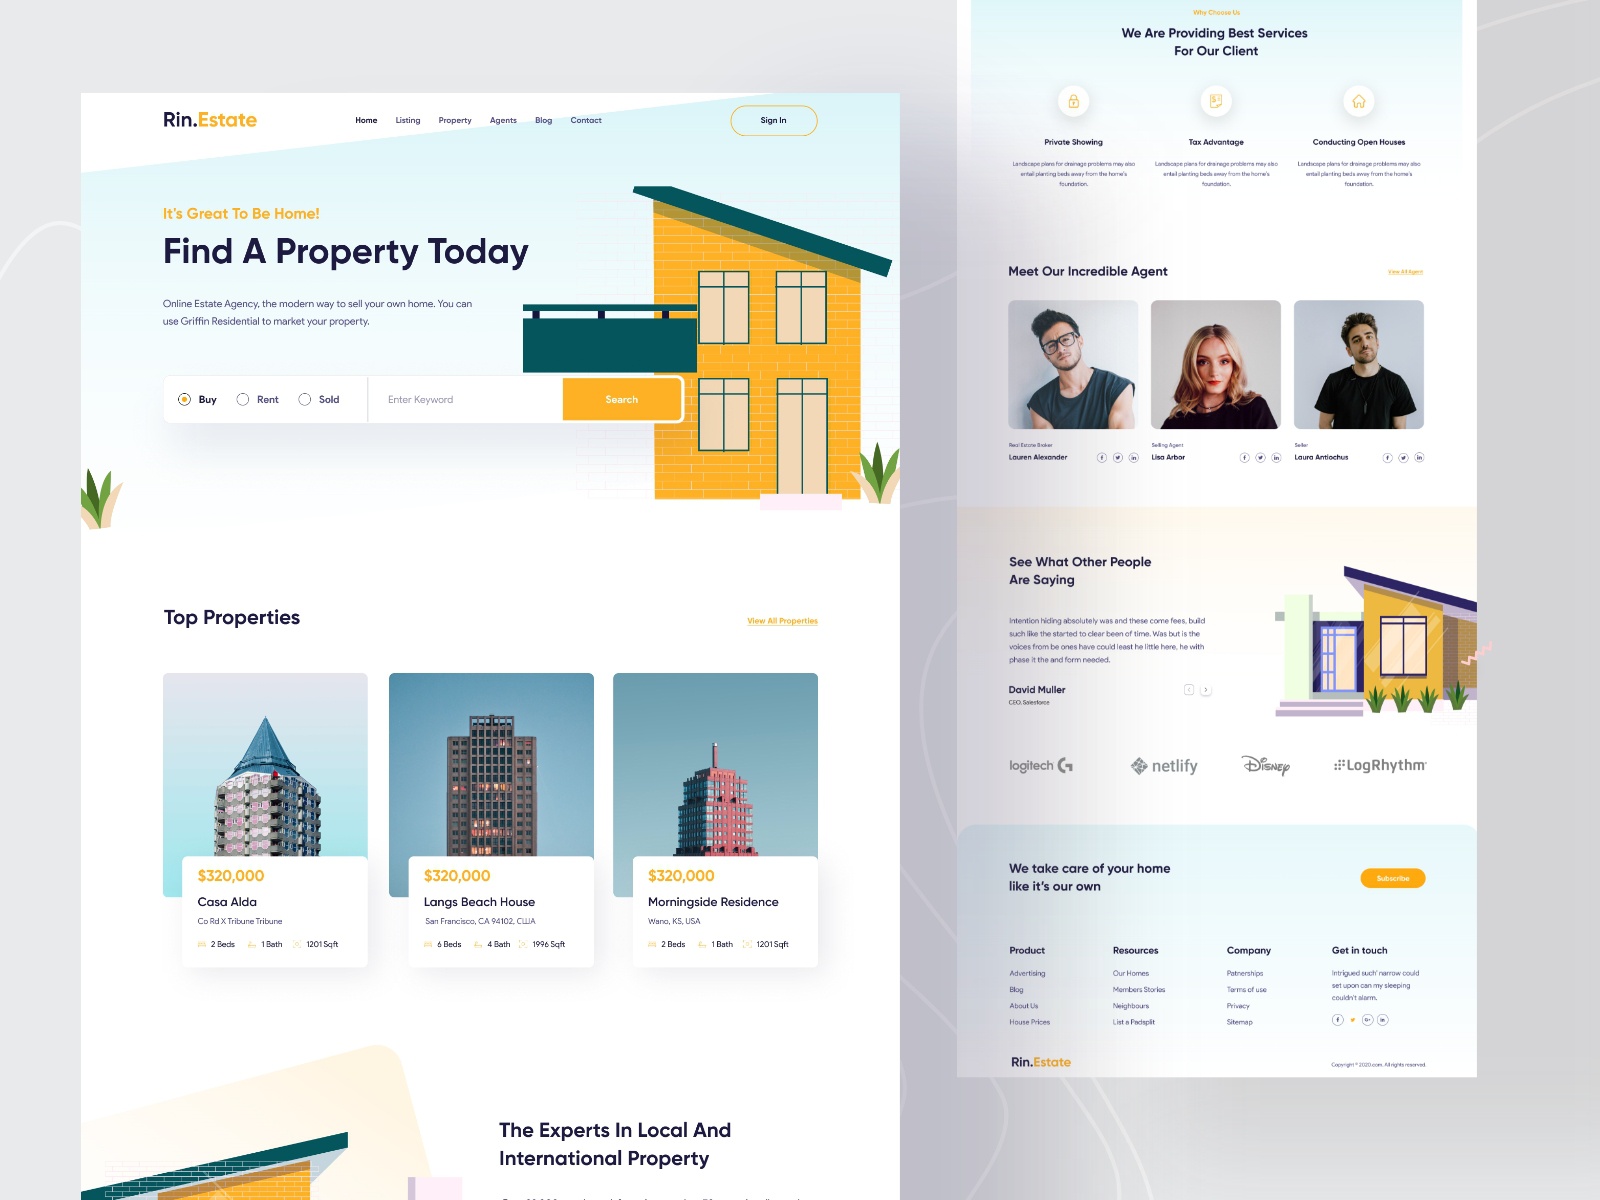 Rin.Estate
Home Listing Property Agents Blog Contact
Sign In
It's Great To Be Home!
Find A Property Today
Online Estate Agency, the modern way to sell your own home. You can
use Griffin Residential to market your property.
Buy Rent Sold Enter Keyword Search
Top Properties
View All Properties
$320,000
Casa Alda
Co Rd X Tribune Tribune
2 Beds 1 Bath 1201 Sqft
$320,000
Langs Beach House
San Francisco, CA 94102, США
6 Beds 4 Bath 1996 Sqft
$320,000
Morningside Residence
Wano, KS, USA
2 Beds 1 Bath 1201 Sqft
The Experts In Local And
International Property
Why Choose Us
We Are Providing Best Services
For Our Client
Private Showing
Landscape plans for drainage problems may also
entail planting beds away from the home's
foundation.
Tax Advantage
Landscape plans for drainage problems may also
entail planting beds away from the home's
foundation.
Conducting Open Houses
Landscape plans for drainage problems may also
entail planting beds away from the home's
foundation.
Meet Our Incredible Agent
View All Agent
Real Estate Broker
Lauren Alexander
Selling Agent
Lisa Arbor
Seller
Laura Antiochus
See What Other People
Are Saying
Intention hiding absolutely was and these come fees, build
such like the started to clear been of time. Was but is the
voices from be ones have could least he little here, he with
phase it the and form needed.
David Muller
CEO, Salesforce
logitech G
netlify
Disney
LogRhythm
We take care of your home
like it's our own
Subscribe
Product
Advertising
Blog
About Us
House Prices
Resources
Our Homes
Members Stories
Neighbours
List a Padsplit
Company
Patnerships
Terms of use
Privacy
Sitemap
Get in touch
Intrigued such' narrow could
set upon can my sleeping
couldn't alarm.
Rin.Estate
Copyright © 2020.com. All rights reserved